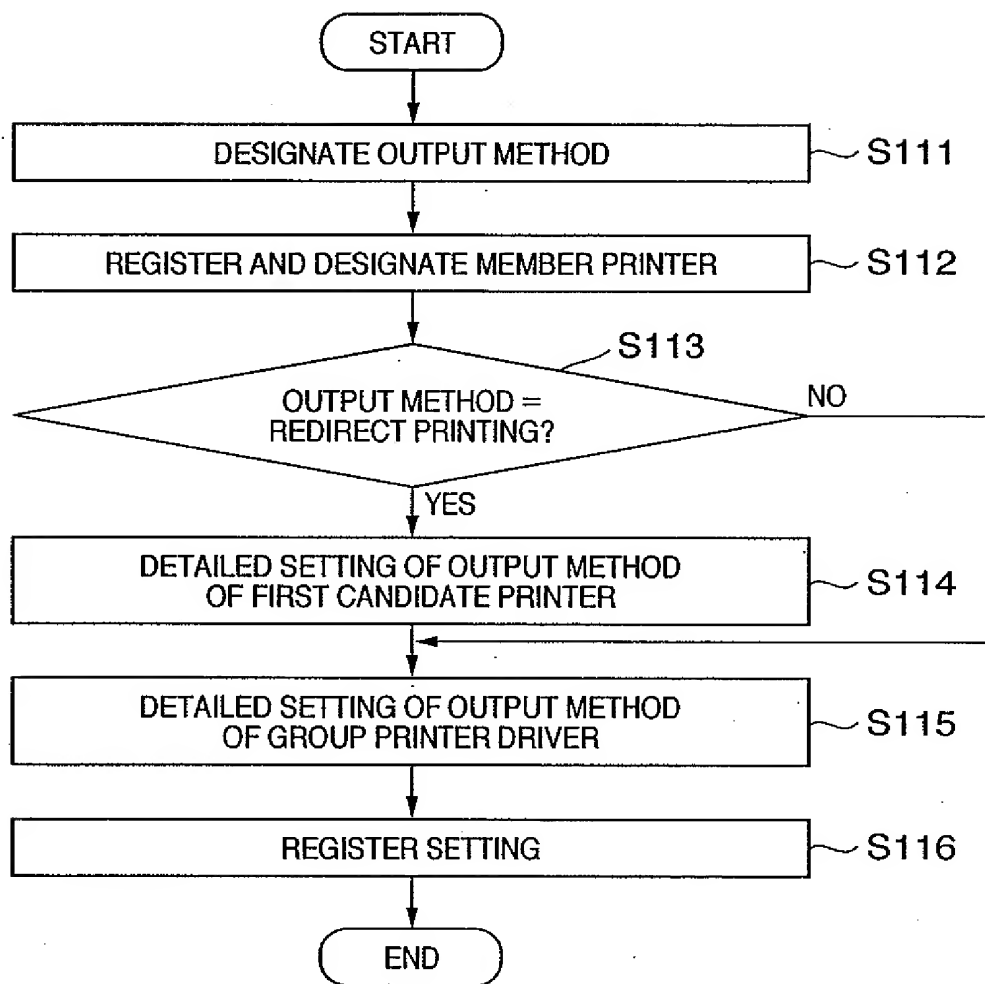 START
DESIGNATE OUTPUT METHOD
S111
REGISTER AND DESIGNATE MEMBER PRINTER
S112
S113
OUTPUT METHOD =
REDIRECT PRINTING?
NO
YES
DETAILED SETTING OF OUTPUT METHOD
OF FIRST CANDIDATE PRINTER
S114
DETAILED SETTING OF OUTPUT METHOD
OF GROUP PRINTER DRIVER
S115
REGISTER SETTING
S116
END